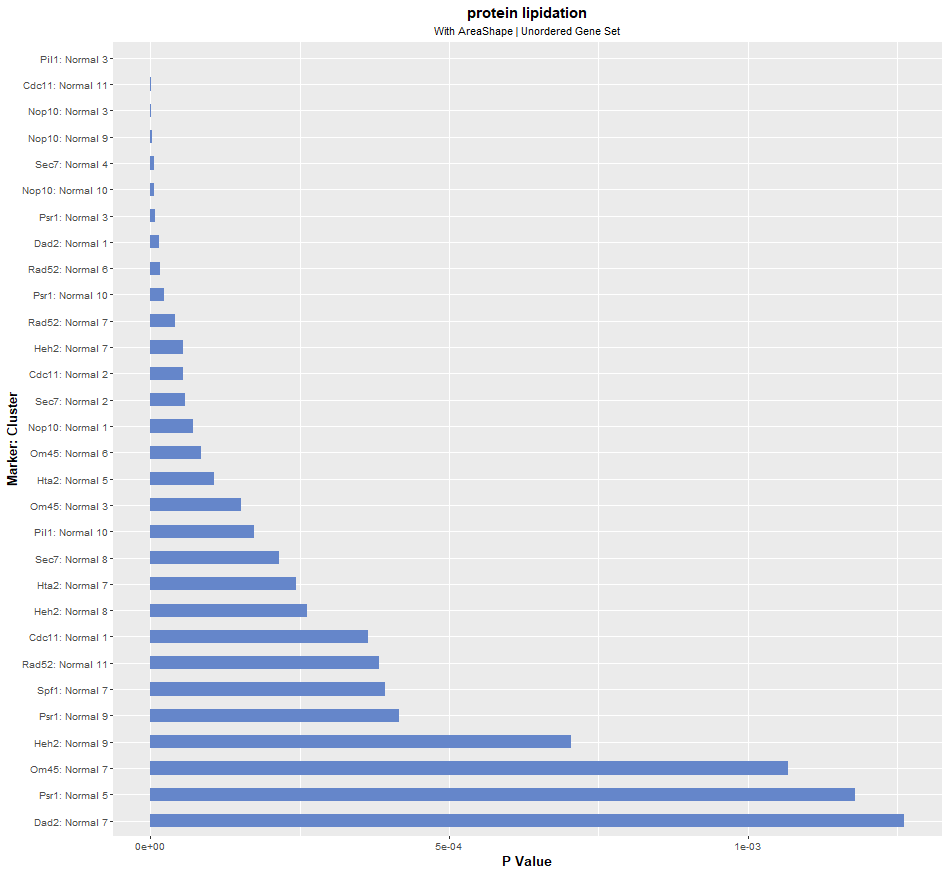 protein lipidation
With AreaShape | Unordered Gene Set
Marker: Cluster
Pil1: Normal 3
Cdc11: Normal 11
Nop10: Normal 3
Nop10: Normal 9
Sec7: Normal 4
Nop10: Normal 10
Psr1: Normal 3
Dad2: Normal 1
Rad52: Normal 6
Psr1: Normal 10
Rad52: Normal 7
Heh2: Normal 7
Cdc11: Normal 2
Sec7: Normal 2
Nop10: Normal 1
Om45: Normal 6
Hta2: Normal 5
Om45: Normal 3
Pil1: Normal 10
Sec7: Normal 8
Hta2: Normal 7
Heh2: Normal 8
Cdc11: Normal 1
Rad52: Normal 11
Spf1: Normal 7
Psr1: Normal 9
Heh2: Normal 9
Om45: Normal 7
Psr1: Normal 5
Dad2: Normal 7
0e+00 5e-04 1e-03
P Value